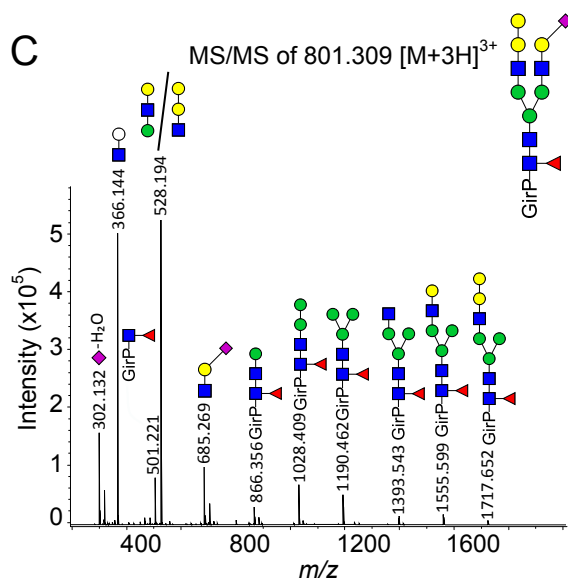 C
MS/MS of 801.309 [M+3H]3+
GirP
366.144
528.194
-H₂O
302.132
GirP
501.221
685.269
866.356 GirP
1028.409 GirP
1190.462 GirP
1393.543 GirP
1555.599 GirP
1717.652 GirP
Intensity (x10⁵)
5
4
3
2
1
0
400
800
1200
1600
m/z